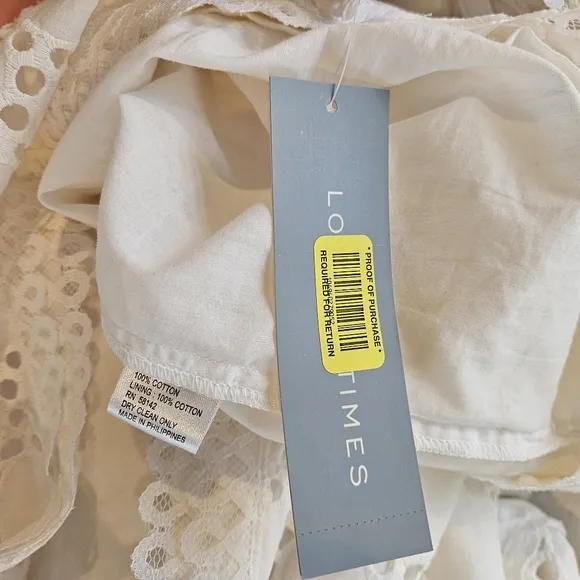 LO
TIMES
* PROOF OF PURCHASE *
REQUIRED FOR RETURN
100% COTTON
LINING : 100% COTTON
RN 58142
DRY CLEAN ONLY
MADE IN PHILIPPINES